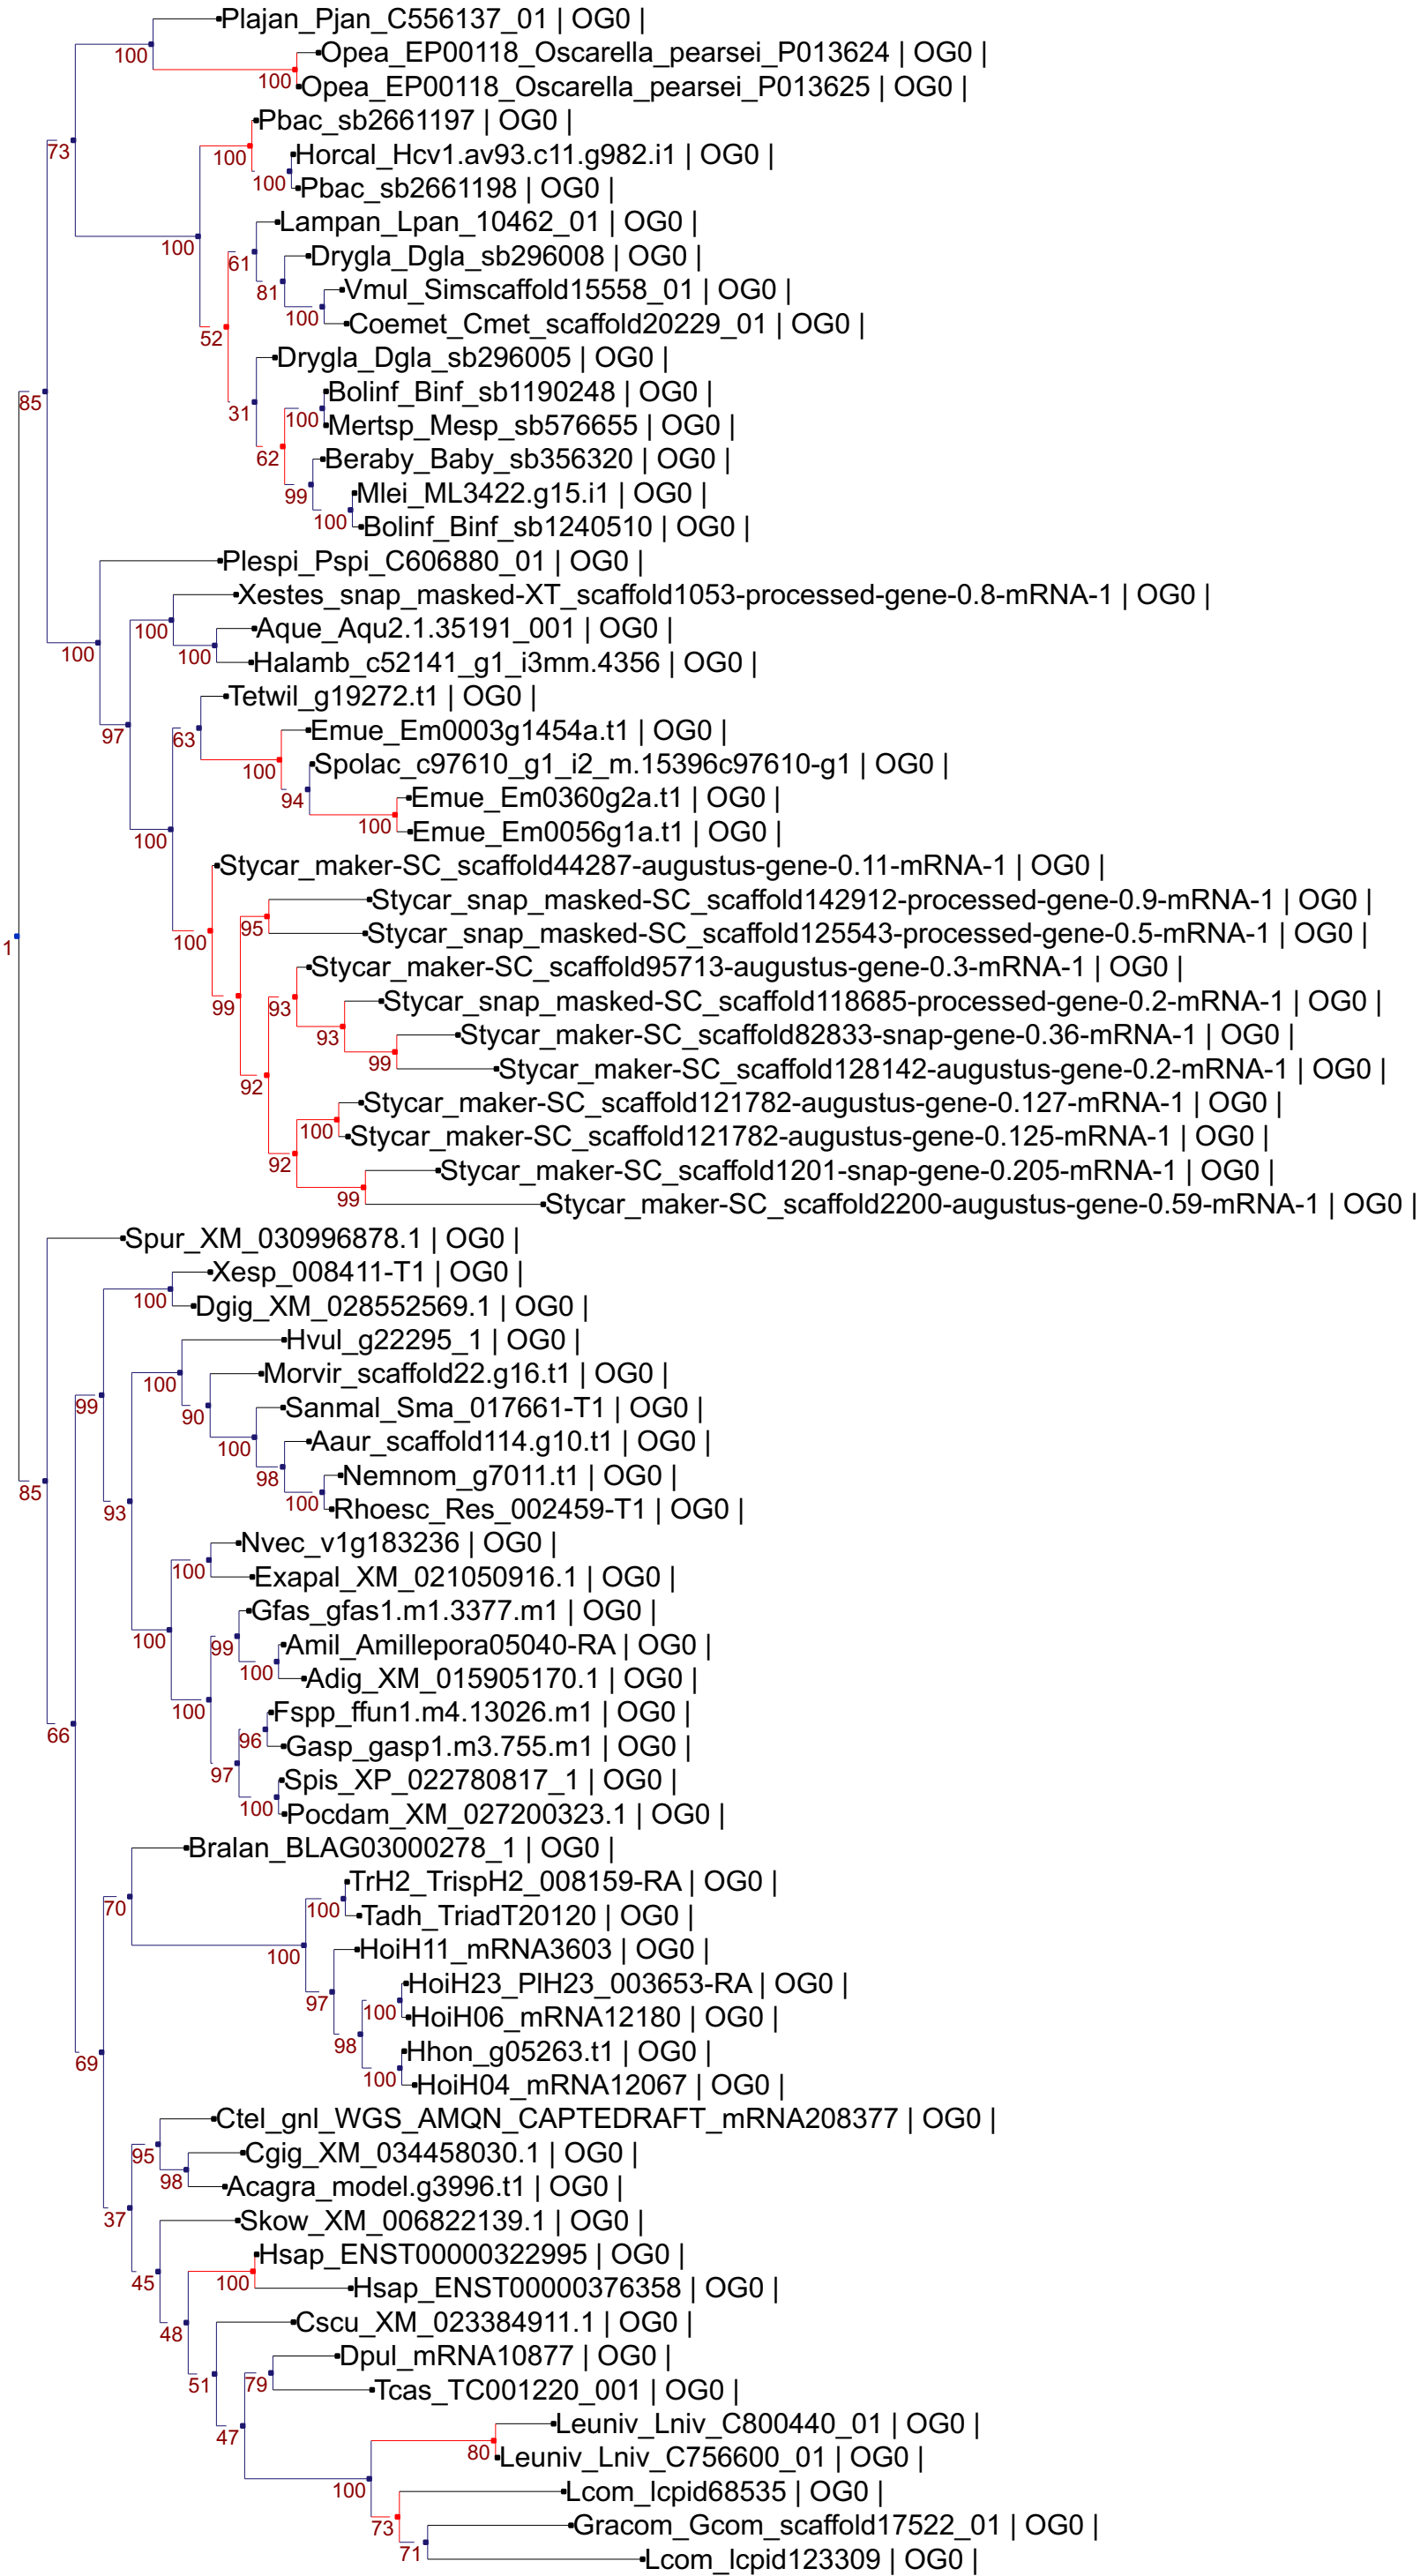 Plajan_Pjan_C556137_01 | OG0 |
100
Opea_EP00118_Oscarella_pearsei_P013624 | OG0 |
100
Opea_EP00118_Oscarella_pearsei_P013625 | OG0 |
Pbac_sb2661197 | OG0 |
73
100
Horcal_Hcv1.av93.c11.g982.i1 | OG0 |
100
Pbac_sb2661198 | OG0 |
Lampan_Lpan_10462_01 | OG0 |
100
61
Drygla_Dgla_sb296008 | OG0 |
81
Vmul_Simscaffold15558_01 | OG0 |
100
Coemet_Cmet_scaffold20229_01 | OG0 |
52
Drygla_Dgla_sb296005 | OG0 |
85
Bolinf_Binf_sb1190248 | OG0 |
31
100
Mertsp_Mesp_sb576655 | OG0 |
62
Beraby_Baby_sb356320 | OG0 |
99
Mlei_ML3422.g15.i1 | OG0 |
100
Bolinf_Binf_sb1240510 | OG0 |
Plespi_Pspi_C606880_01 | OG0 |
Xestes_snap_masked-XT_scaffold1053-processed-gene-0.8-mRNA-1 | OG0 |
100
Aque_Aqu2.1.35191_001 | OG0 |
100
100
Halamb_c52141_g1_i3mm.4356 | OG0 |
Tetwil_g19272.t1 | OG0 |
97
63
Emue_Em0003g1454a.t1 | OG0 |
100
Spolac_c97610_g1_i2_m.15396c97610-g1 | OG0 |
94
Emue_Em0360g2a.t1 | OG0 |
100
100
Emue_Em0056g1a.t1 | OG0 |
Stycar_maker-SC_scaffold44287-augustus-gene-0.11-mRNA-1 | OG0 |
Stycar_snap_masked-SC_scaffold142912-processed-gene-0.9-mRNA-1 | OG0 |
95
100
Stycar_snap_masked-SC_scaffold125543-processed-gene-0.5-mRNA-1 | OG0 |
1
Stycar_maker-SC_scaffold95713-augustus-gene-0.3-mRNA-1 | OG0 |
99
93
Stycar_snap_masked-SC_scaffold118685-processed-gene-0.2-mRNA-1 | OG0 |
93
Stycar_maker-SC_scaffold82833-snap-gene-0.36-mRNA-1 | OG0 |
99
Stycar_maker-SC_scaffold128142-augustus-gene-0.2-mRNA-1 | OG0 |
92
Stycar_maker-SC_scaffold121782-augustus-gene-0.127-mRNA-1 | OG0 |
100
Stycar_maker-SC_scaffold121782-augustus-gene-0.125-mRNA-1 | OG0 |
92
Stycar_maker-SC_scaffold1201-snap-gene-0.205-mRNA-1 | OG0 |
99
Stycar_maker-SC_scaffold2200-augustus-gene-0.59-mRNA-1 | OG0 |
Spur_XM_030996878.1 | OG0 |
Xesp_008411-T1 | OG0 |
100
Dgig_XM_028552569.1 | OG0 |
Hvul_g22295_1 | OG0 |
Morvir_scaffold22.g16.t1 | OG0 |
100
99
90
Sanmal_Sma_017661-T1 | OG0 |
100
Aaur_scaffold114.g10.t1 | OG0 |
98
Nemnom_g7011.t1 | OG0 |
85
100
Rhoesc_Res_002459-T1 | OG0 |
93
Nvec_v1g183236 | OG0 |
100
Exapal_XM_021050916.1 | OG0 |
Gfas_gfas1.m1.3377.m1 | OG0 |
100
99
Amil_Amillepora05040-RA | OG0 |
100
Adig_XM_015905170.1 | OG0 |
100
Fspp_ffun1.m4.13026.m1 | OG0 |
66
96
Gasp_gasp1.m3.755.m1 | OG0 |
97
Spis_XP_022780817_1 | OG0 |
100
Pocdam_XM_027200323.1 | OG0 |
Bralan_BLAG03000278_1 | OG0 |
TrH2_TrispH2_008159-RA | OG0 |
70
100
Tadh_TriadT20120 | OG0 |
100
HoiH11_mRNA3603 | OG0 |
97
HoiH23_PlH23_003653-RA | OG0 |
100
HoiH06_mRNA12180 | OG0 |
98
Hhon_g05263.t1 | OG0 |
69
100
HoiH04_mRNA12067 | OG0 |
Ctel_gnl_WGS_AMQN_CAPTEDRAFT_mRNA208377 | OG0 |
95
Cgig_XM_034458030.1 | OG0 |
98
Acagra_model.g3996.t1 | OG0 |
37
Skow_XM_006822139.1 | OG0 |
Hsap_ENST00000322995 | OG0 |
45
100
Hsap_ENST00000376358 | OG0 |
48
Cscu_XM_023384911.1 | OG0 |
Dpul_mRNA10877 | OG0 |
51
79
Tcas_TC001220_001 | OG0 |
47
Leuniv_Lniv_C800440_01 | OG0 |
80
Leuniv_Lniv_C756600_01 | OG0 |
100
Lcom_lcpid68535 | OG0 |
73
Gracom_Gcom_scaffold17522_01 | OG0 |
71
Lcom_lcpid123309 | OG0 |